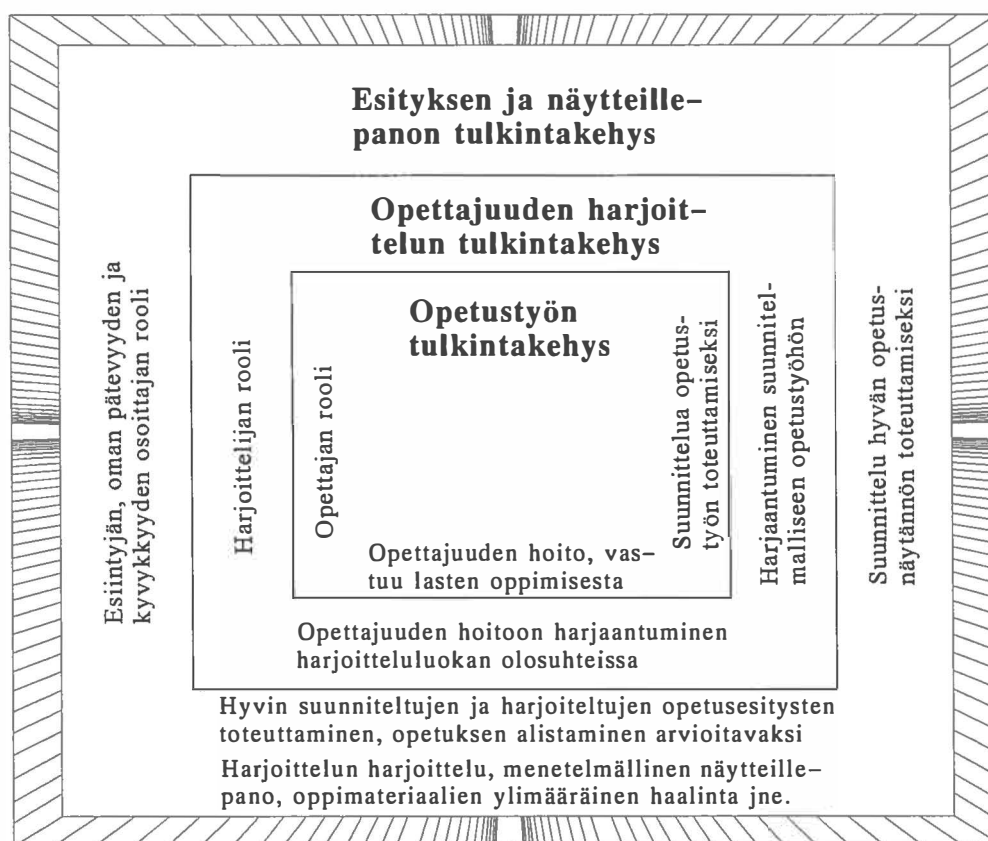 Esityksen ja näytteille-
panon tulkintakehys
Opettajuuden harjoit-
telun tulkintakehys
Opetustyön
tulkintakehys
Esiintyjän, oman pätevyyden ja
kyvykkyyden osoittajan rooli
Harjoittelijan rooli
Opettajan rooli
Suunnittelua opetus-
työn toteuttamiseksi
Harjaantuminen suunnitel-
malliseen opetustyöhön
Suunnittelu hyvän opetus-
näytännön toteuttamiseksi
Opettajuuden hoito, vas-
tuu lasten oppimisesta
Opettajuuden hoitoon harjaantuminen
harjoitteluluokan olosuhteissa
Hyvin suunniteltujen ja harjoiteltujen opetusesitysten
toteuttaminen, opetuksen alistaminen arvioitavaksi
Harjoittelun harjoittelu, menetelmällinen näytteille-
pano, oppimateriaalien ylimääräinen haalinta jne.